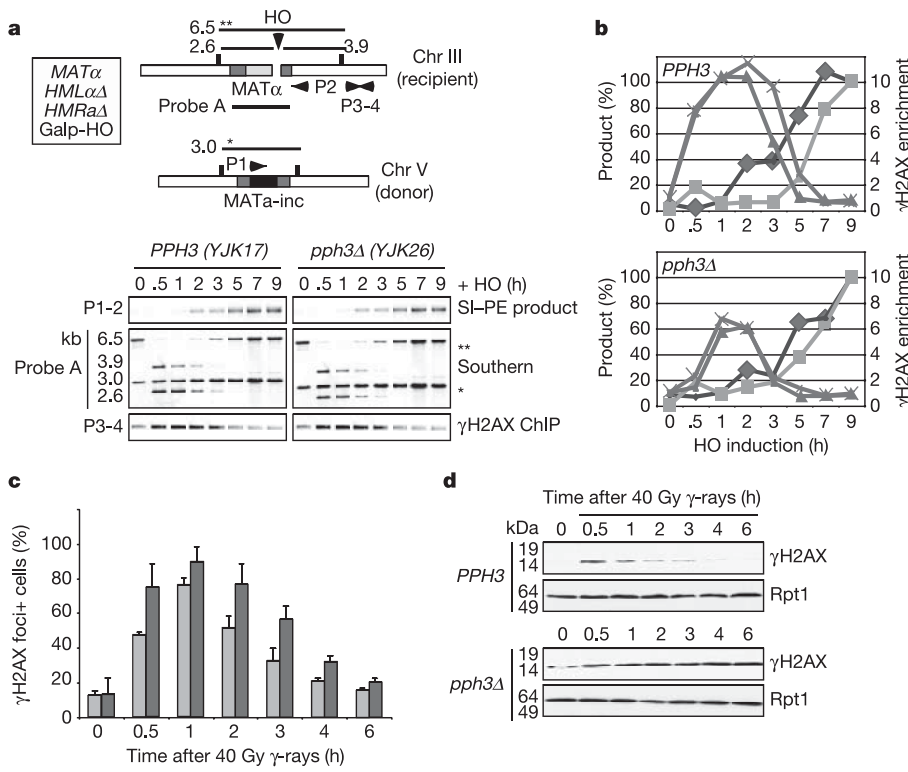 a
6.5 **
HO
2.6
3.9
Chr III
(recipient)
MATα
HMLαΔ
HMRaΔ
Galp-HO
MATα
P2
Probe A
P3-4
3.0 *
P1
Chr V
(donor)
MATa-inc
PPH3 (YJK17)
pph3Δ (YJK26)
0 .5 1 2 3 5 7 9
0 .5 1 2 3 5 7 9
+ HO (h)
P1-2
SI–PE product
kb
6.5
**
Probe A
3.9
Southern
3.0
*
2.6
P3-4
γH2AX ChIP
b
PPH3
Product (%)
100
80
60
40
20
0
10
8
6
4
2
0
γH2AX enrichment
0 .5 1 2 3 5 7 9
pph3Δ
Product (%)
100
80
60
40
20
0
10
8
6
4
2
0
γH2AX enrichment
0 .5 1 2 3 5 7 9
HO induction (h)
c
γH2AX foci+ cells (%)
100
80
60
40
20
0
0 0.5 1 2 3 4 6
Time after 40 Gy γ-rays (h)
d
Time after 40 Gy γ-rays (h)
kDa
0 0.5 1 2 3 4 6
PPH3
19
14
γH2AX
64
49
Rpt1
0 0.5 1 2 3 4 6
pph3Δ
19
14
γH2AX
64
49
Rpt1